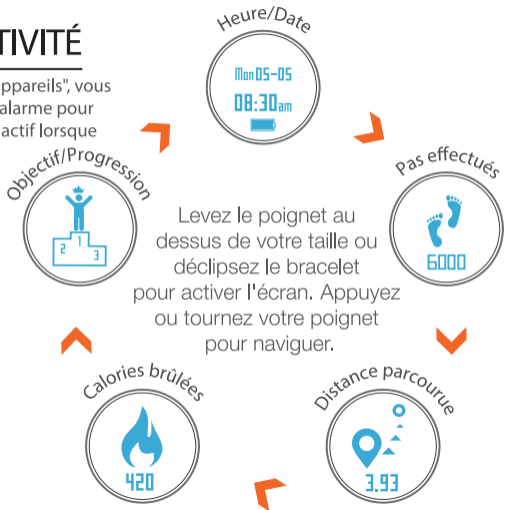 TIVITÉ
ppareils", vous
alarme pour
actif lorsque
Heure/Date
Mon 05-05
08:30am
Pas effectués
6000
Distance parcourue
3.93
Calories brûlées
420
Objectif/Progression
1
2
3
Levez le poignet au
dessus de votre taille ou
déclipsez le bracelet
pour activer l'écran. Appuyez
ou tournez votre poignet
pour naviguer.